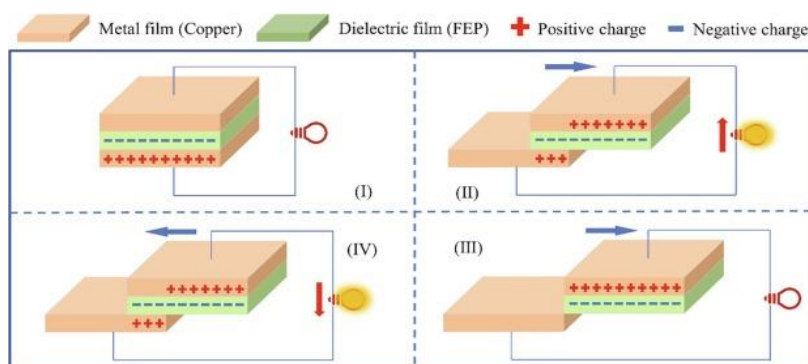 Metal film (Copper) Dielectric film (FEP) Positive charge Negative charge
(I)
(II)
(IV)
(III)